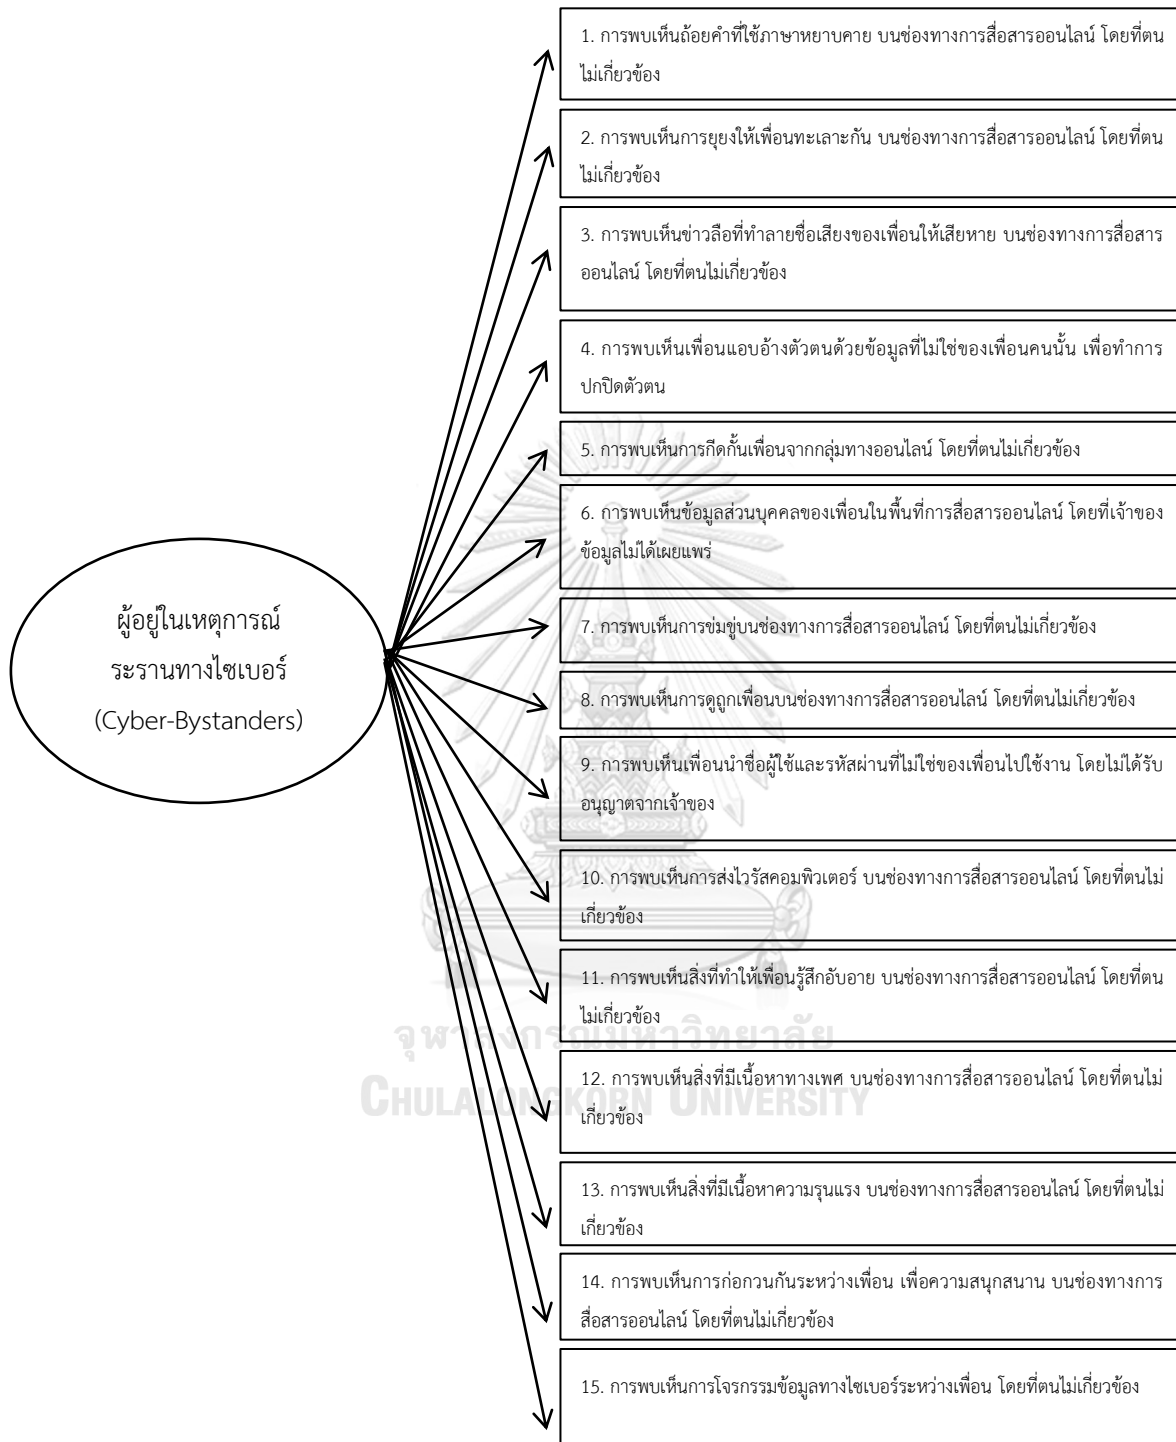 1. การพบเห็นถ้อยคำที่ใช้ภาษาหยาบคาย บนช่องทางการสื่อสารออนไลน์ โดยที่ตน
ไม่เกี่ยวข้อง
2. การพบเห็นการยุยงให้เพื่อนทะเลาะกัน บนช่องทางการสื่อสารออนไลน์ โดยที่ตน
ไม่เกี่ยวข้อง
3. การพบเห็นข่าวลือที่ทำลายชื่อเสียงของเพื่อนให้เสียหาย บนช่องทางการสื่อสาร
ออนไลน์ โดยที่ตนไม่เกี่ยวข้อง
4. การพบเห็นเพื่อนแอบอ้างตัวตนด้วยข้อมูลที่ไม่ใช่ของเพื่อนคนนั้น เพื่อทำการ
ปกปิดตัวตน
5. การพบเห็นการกีดกั้นเพื่อนจากกลุ่มทางออนไลน์ โดยที่ตนไม่เกี่ยวข้อง
6. การพบเห็นข้อมูลส่วนบุคคลของเพื่อนในพื้นที่การสื่อสารออนไลน์ โดยที่เจ้าของ
ข้อมูลไม่ได้เผยแพร่
ผู้อยู่ในเหตุการณ์
ระรานทางไซเบอร์
(Cyber-Bystanders)
7. การพบเห็นการข่มขู่บนช่องทางการสื่อสารออนไลน์ โดยที่ตนไม่เกี่ยวข้อง
8. การพบเห็นการดูถูกเพื่อนบนช่องทางการสื่อสารออนไลน์ โดยที่ตนไม่เกี่ยวข้อง
9. การพบเห็นเพื่อนนำชื่อผู้ใช้และรหัสผ่านที่ไม่ใช่ของเพื่อนไปใช้งาน โดยไม่ได้รับ
อนุญาตจากเจ้าของ
10. การพบเห็นการส่งไวรัสคอมพิวเตอร์ บนช่องทางการสื่อสารออนไลน์ โดยที่ตนไม่
เกี่ยวข้อง
11. การพบเห็นสิ่งที่ทำให้เพื่อนรู้สึกอับอาย บนช่องทางการสื่อสารออนไลน์ โดยที่ตน
ไม่เกี่ยวข้อง
จุฬาลงกรณ์มหาวิทยาลัย
CHULALONGKORN UNIVERSITY
12. การพบเห็นสิ่งที่มีเนื้อหาทางเพศ บนช่องทางการสื่อสารออนไลน์ โดยที่ตนไม่
เกี่ยวข้อง
13. การพบเห็นสิ่งที่มีเนื้อหาความรุนแรง บนช่องทางการสื่อสารออนไลน์ โดยที่ตนไม่
เกี่ยวข้อง
14. การพบเห็นการก่อกวนกันระหว่างเพื่อน เพื่อความสนุกสนาน บนช่องทางการ
สื่อสารออนไลน์ โดยที่ตนไม่เกี่ยวข้อง
15. การพบเห็นการโจรกรรมข้อมูลทางไซเบอร์ระหว่างเพื่อน โดยที่ตนไม่เกี่ยวข้อง